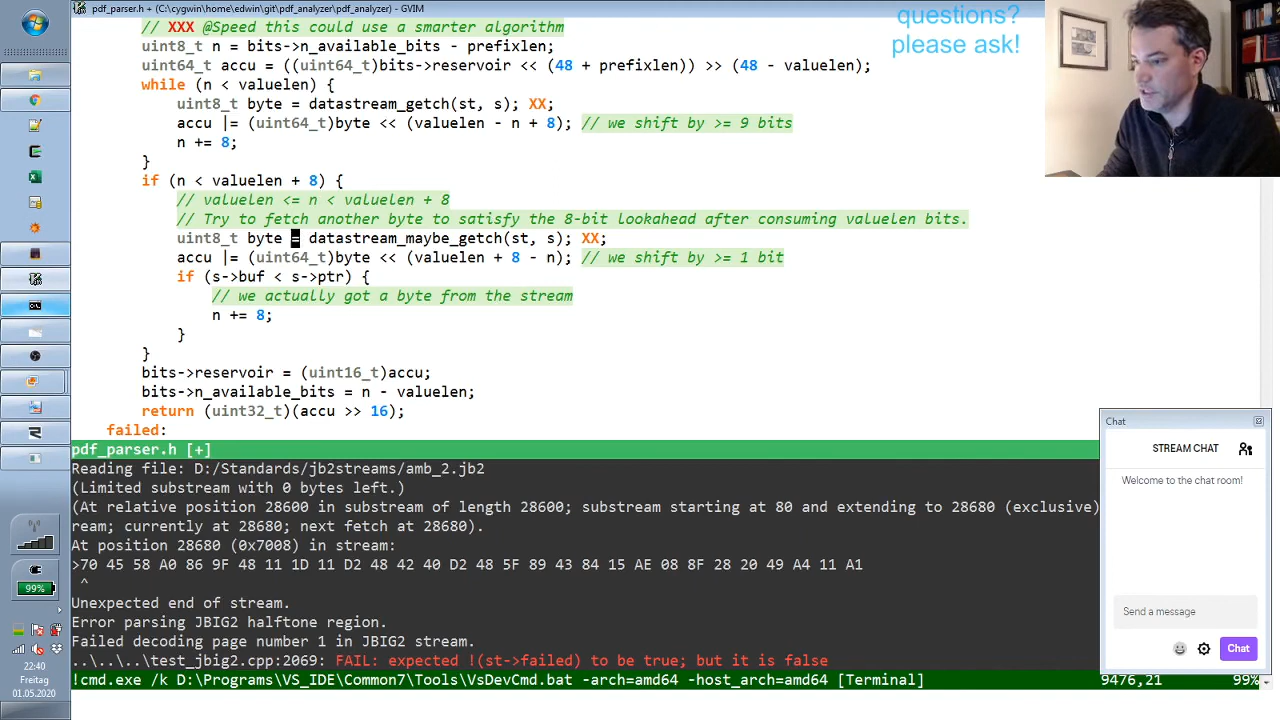 pdf_parser.h + (C:\cygwin\home\edwin\git\pdf_analyzer\pdf_analyzer) - GVIM
questions?
please ask!
// XXX @Speed this could use a smarter algorithm
uint8_t n = bits->n_available_bits - prefixlen;
uint64_t accu = ((uint64_t)bits->reservoir << (48 + prefixlen)) >> (48 - valuelen);
while (n < valuelen) {
uint8_t byte = datastream_getch(st, s); XX;
accu |= (uint64_t)byte << (valuelen - n + 8); // we shift by >= 9 bits
n += 8;
}
if (n < valuelen + 8) {
// valuelen <= n < valuelen + 8
// Try to fetch another byte to satisfy the 8-bit lookahead after consuming valuelen bits.
uint8_t byte = datastream_maybe_getch(st, s); XX;
accu |= (uint64_t)byte << (valuelen + 8 - n); // we shift by >= 1 bit
if (s->buf < s->ptr) {
// we actually got a byte from the stream
n += 8;
}
}
bits->reservoir = (uint16_t)accu;
bits->n_available_bits = n - valuelen;
return (uint32_t)(accu >> 16);
failed:
pdf_parser.h [+]
Reading file: D:/Standards/jb2streams/amb_2.jb2
(Limited substream with 0 bytes left.)
(At relative position 28600 in substream of length 28600; substream starting at 80 and extending to 28680 (exclusive)
ream; currently at 28680; next fetch at 28680).
At position 28680 (0x7008) in stream:
>70 45 58 A0 86 9F 48 11 1D 11 D2 48 42 40 D2 48 5F 89 43 84 15 AE 08 8F 28 20 49 A4 11 A1
^
Unexpected end of stream.
Error parsing JBIG2 halftone region.
Failed decoding page number 1 in JBIG2 stream.
..\..\..\test_jbig2.cpp:2069: FAIL: expected !(st->failed) to be true; but it is false
!cmd.exe /k D:\Programs\VS_IDE\Common7\Tools\VsDevCmd.bat -arch=amd64 -host_arch=amd64 [Terminal] 9476,21 99%
Chat
STREAM CHAT
Welcome to the chat room!
Send a message
Chat
99%
22:40
Freitag
01.05.2020